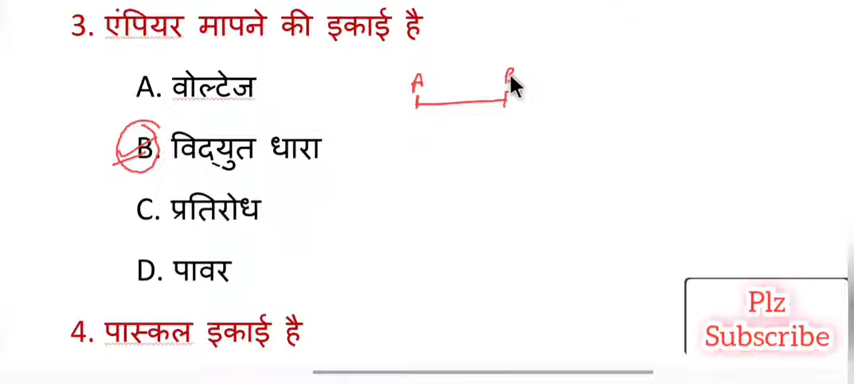 3. एंपियर मापने की इकाई है
A. वोल्टेज
A
B. विद्युत धारा
C. प्रतिरोध
D. पावर
4. पास्कल इकाई है
Plz
Subscribe